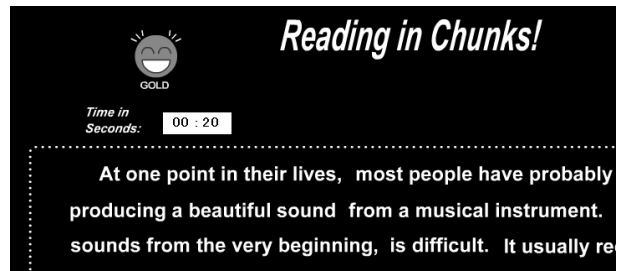 Reading in Chunks!
GOLD
Time in
Seconds:
00 : 20
At one point in their lives, most people have probably
producing a beautiful sound from a musical instrument.
sounds from the very beginning, is difficult. It usually